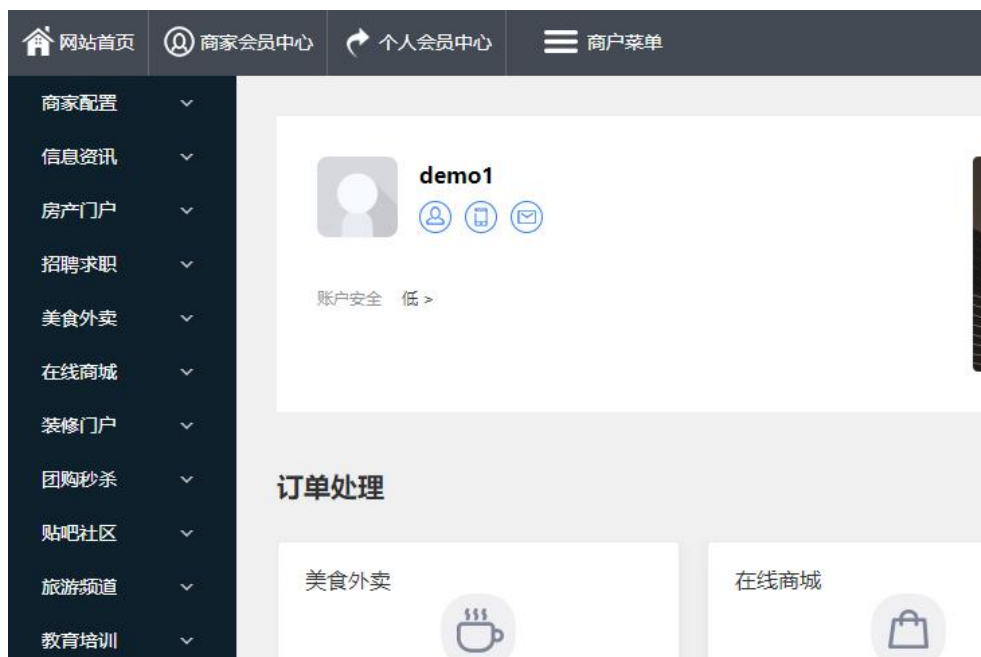 网站首页 商家会员中心 个人会员中心 商户菜单
商家配置
信息资讯
房产门户
招聘求职
美食外卖
在线商城
装修门户
团购秒杀
贴吧社区
旅游频道
教育培训
demo1
账户安全 低 >
订单处理
美食外卖 在线商城